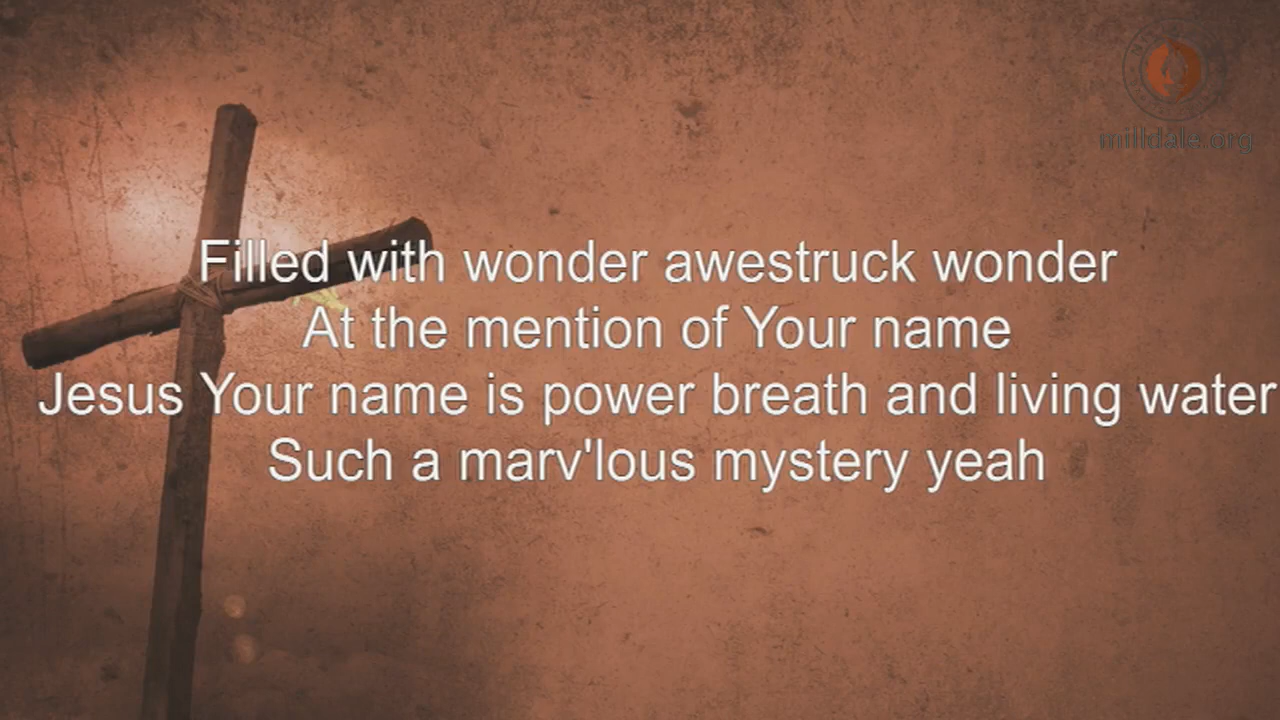 milldale.org
Filled with wonder awestruck wonder
At the mention of Your name
Jesus Your name is power breath and living water
Such a marv'lous mystery yeah